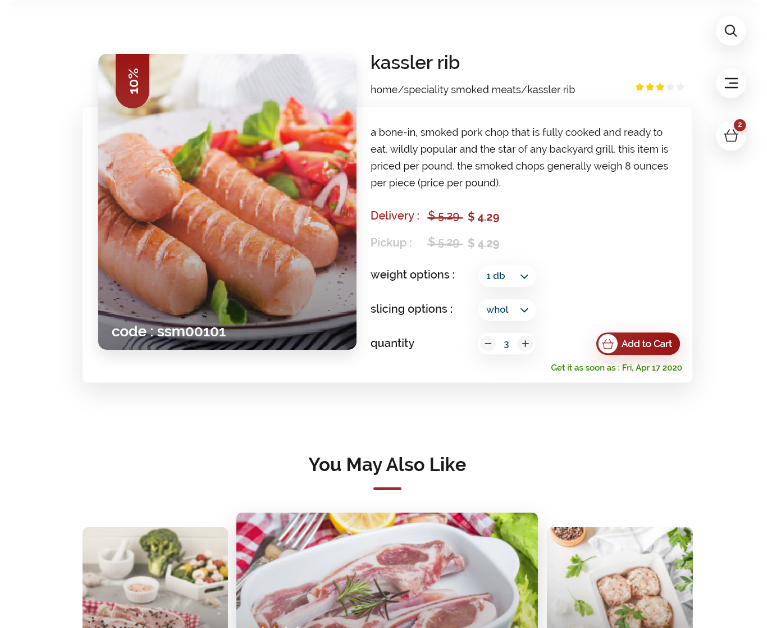 10%
kassler rib
home/speciality smoked meats/kassler rib
2
a bone-in, smoked pork chop that is fully cooked and ready to
eat. wildly popular and the star of any backyard grill. this item is
priced per pound. the smoked chops generally weigh 8 ounces
per piece (price per pound).
Delivery : $ 5.29 $ 4.29
Pickup : $ 5.29 $ 4.29
weight options : 1 db
slicing options : whol
code : ssm00101
quantity 3 Add to Cart
Get it as soon as : Fri, Apr 17 2020
You May Also Like